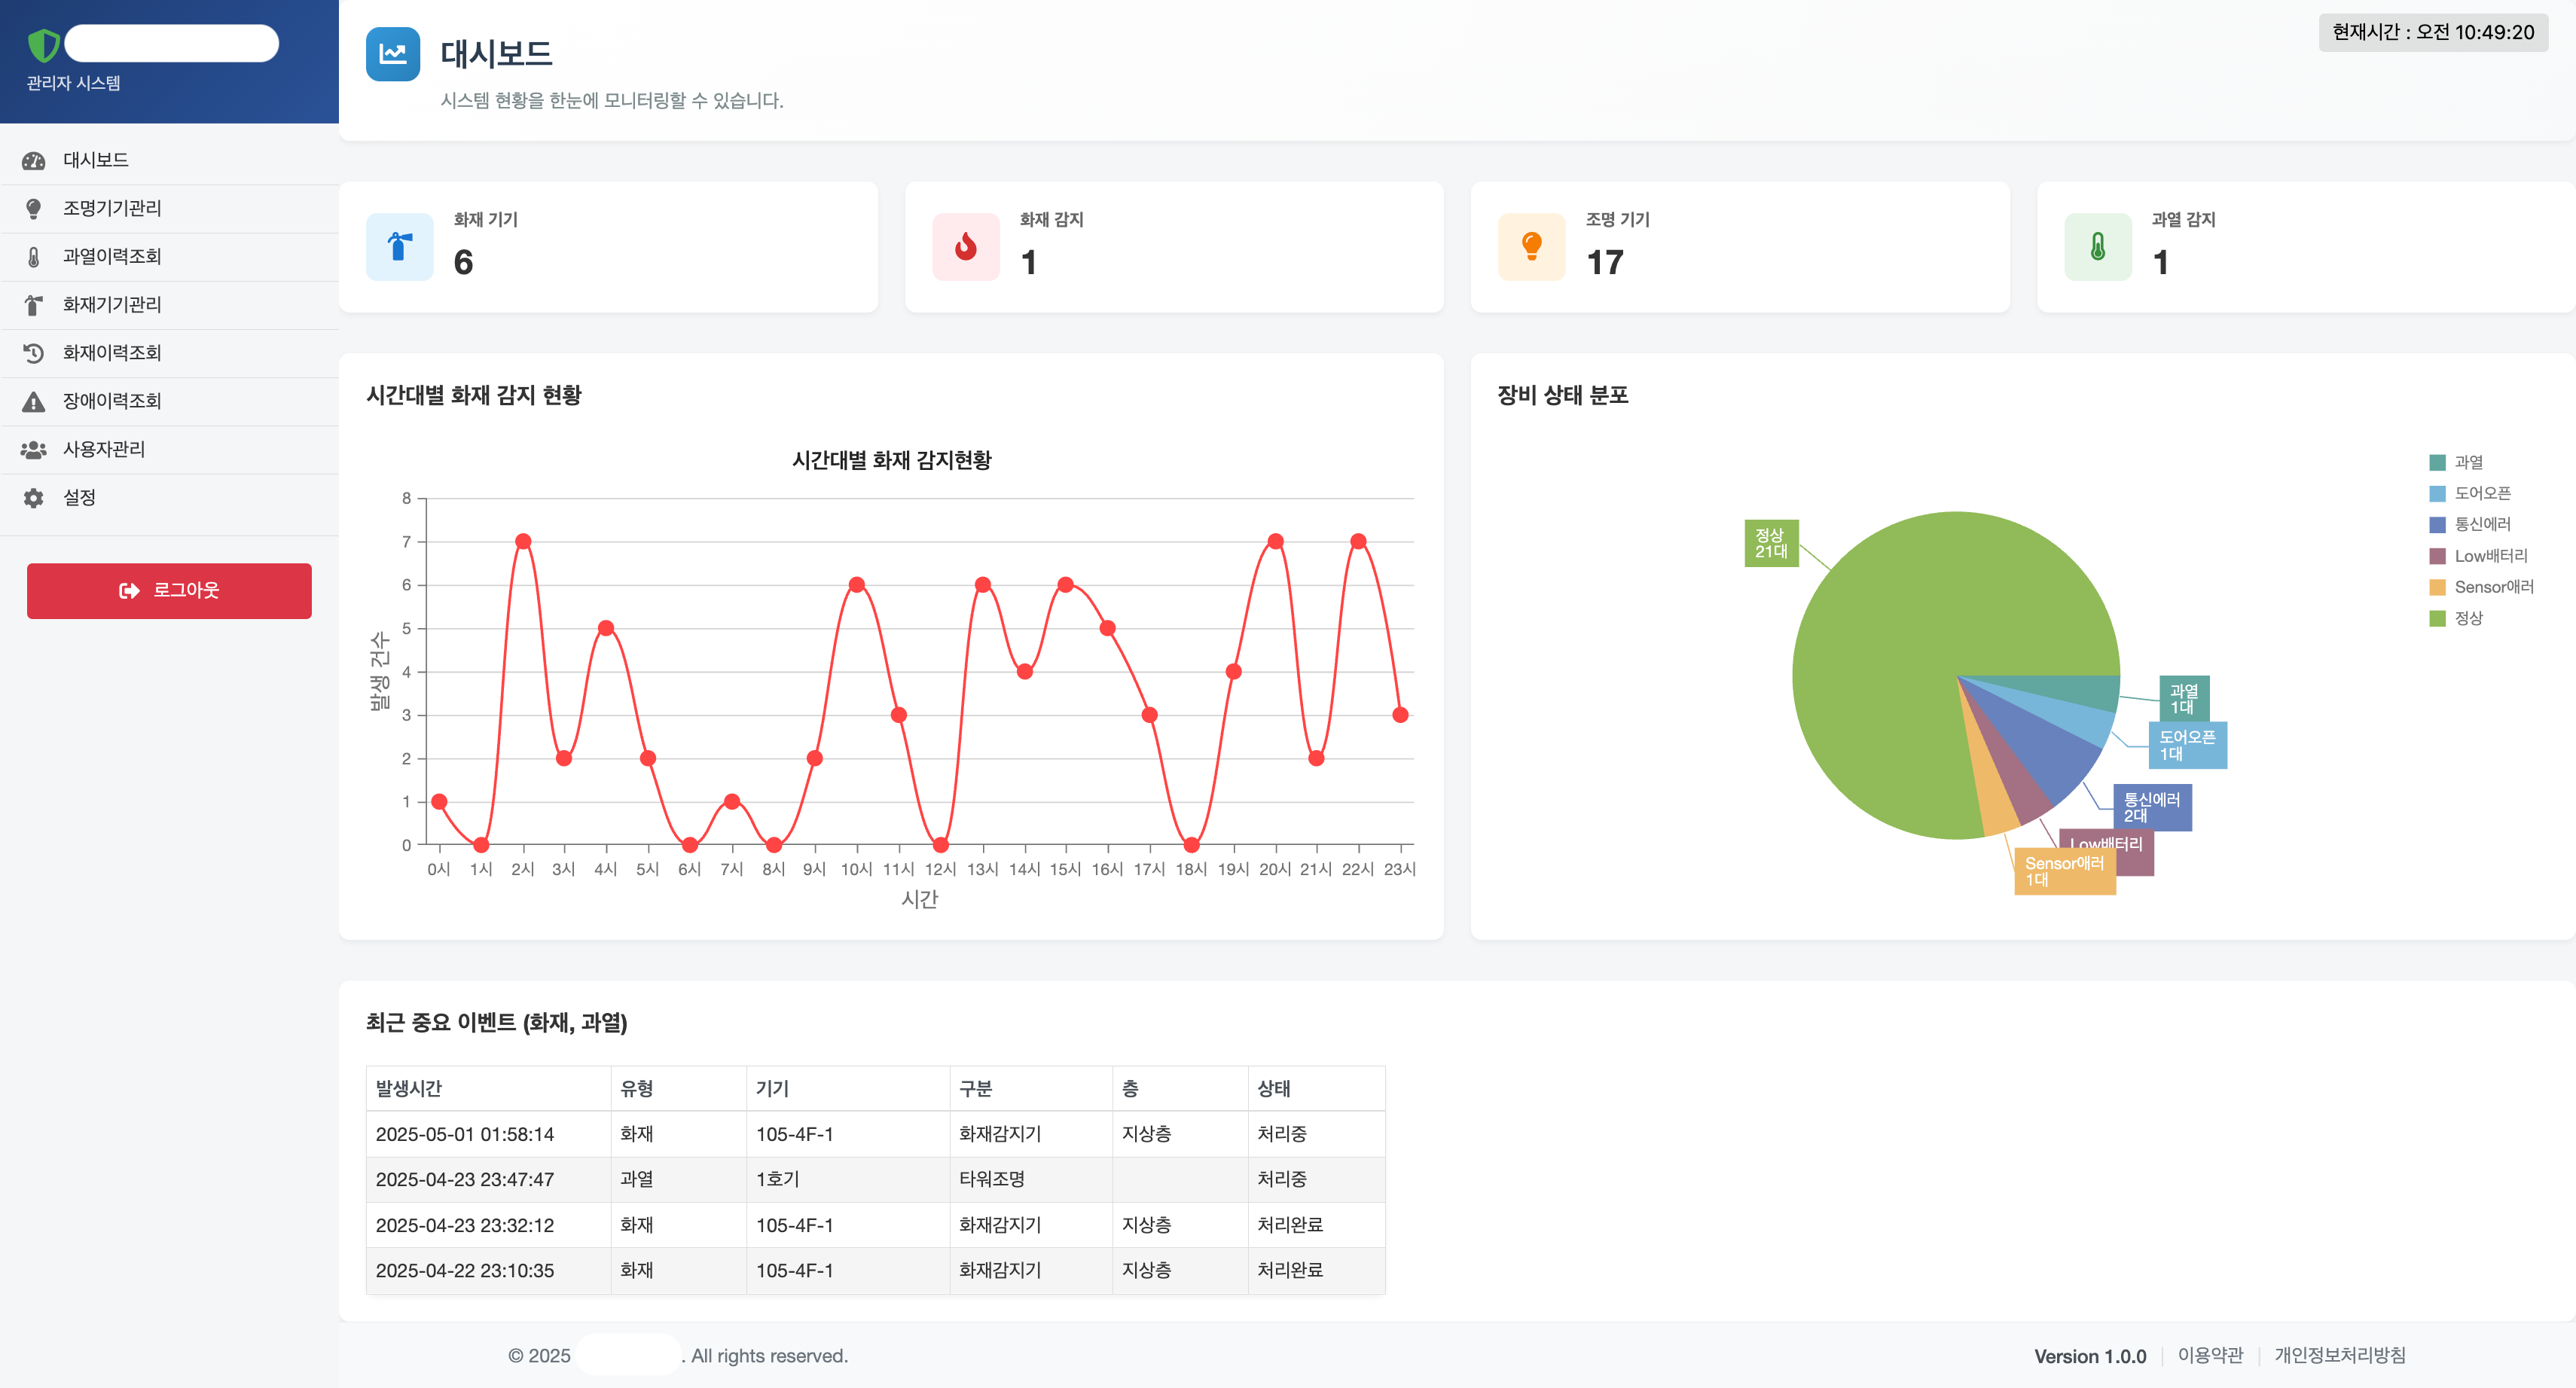 관리자 시스템
대시보드
조명기기관리
과열이력조회
화재기기관리
화재이력조회
장애이력조회
사용자관리
설정
로그아웃
대시보드
시스템 현황을 한눈에 모니터링할 수 있습니다.
현재시간 : 오전 10:49:20
화재 기기
6
화재 감지
1
조명 기기
17
과열 감지
1
시간대별 화재 감지 현황
시간대별 화재 감지현황
발생 건수
8
7
6
5
4
3
2
1
0
0시 1시 2시 3시 4시 5시 6시 7시 8시 9시 10시 11시 12시 13시 14시 15시 16시 17시 18시 19시 20시 21시 22시 23시
시간
장비 상태 분포
과열
도어오픈
통신에러
Low배터리
Sensor애러
정상
정상
21대
과열
1대
도어오픈
1대
통신에러
2대
Low배터리
Sensor애러
1대
최근 중요 이벤트 (화재, 과열)
발생시간 유형 기기 구분 층 상태
2025-05-01 01:58:14 화재 105-4F-1 화재감지기 지상층 처리중
2025-04-23 23:47:47 과열 1호기 타워조명 처리중
2025-04-23 23:32:12 화재 105-4F-1 화재감지기 지상층 처리완료
2025-04-22 23:10:35 화재 105-4F-1 화재감지기 지상층 처리완료
© 2025 . All rights reserved.
Version 1.0.0 이용약관 개인정보처리방침